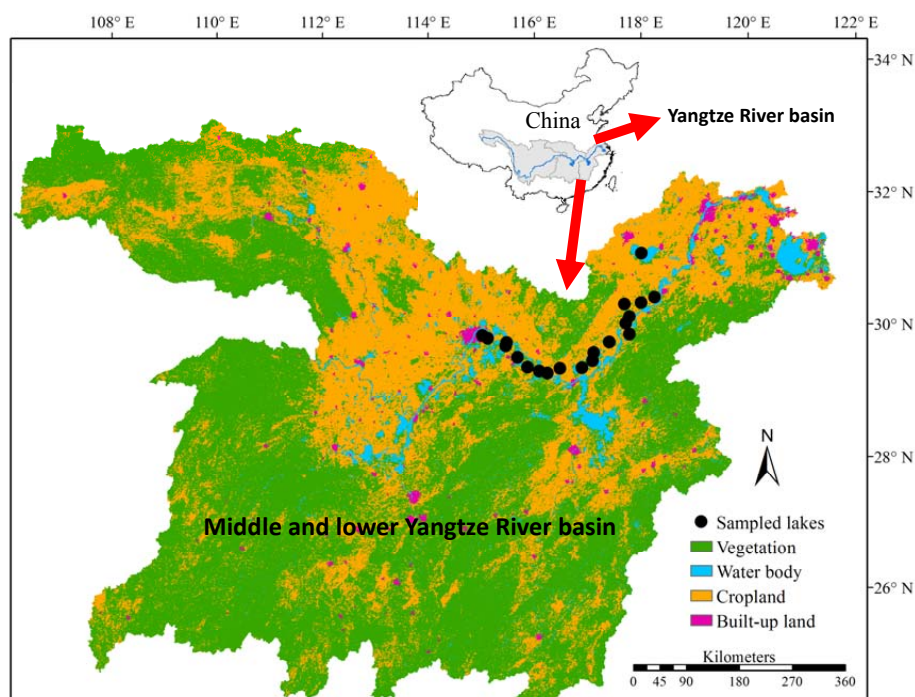 108° E 110° E 112° E 114° E 116° E 118° E 120° E 122° E
34° N
China
Yangtze River basin
32° N
30° N
N
28° N
Sampled lakes
Middle and lower Yangtze River basin
Vegetation
Water body
26° N
Cropland
Built-up land
Kilometers
0 45 90 180 270 360